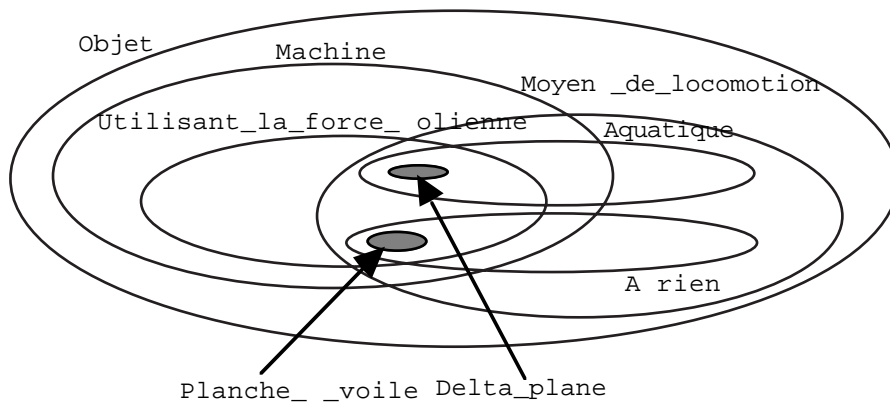 Objet
Machine
Moyen _de_locomotion
Utilisant_la_force_ olienne
Aquatique
A rien
Planche_ _voile
Delta_plane